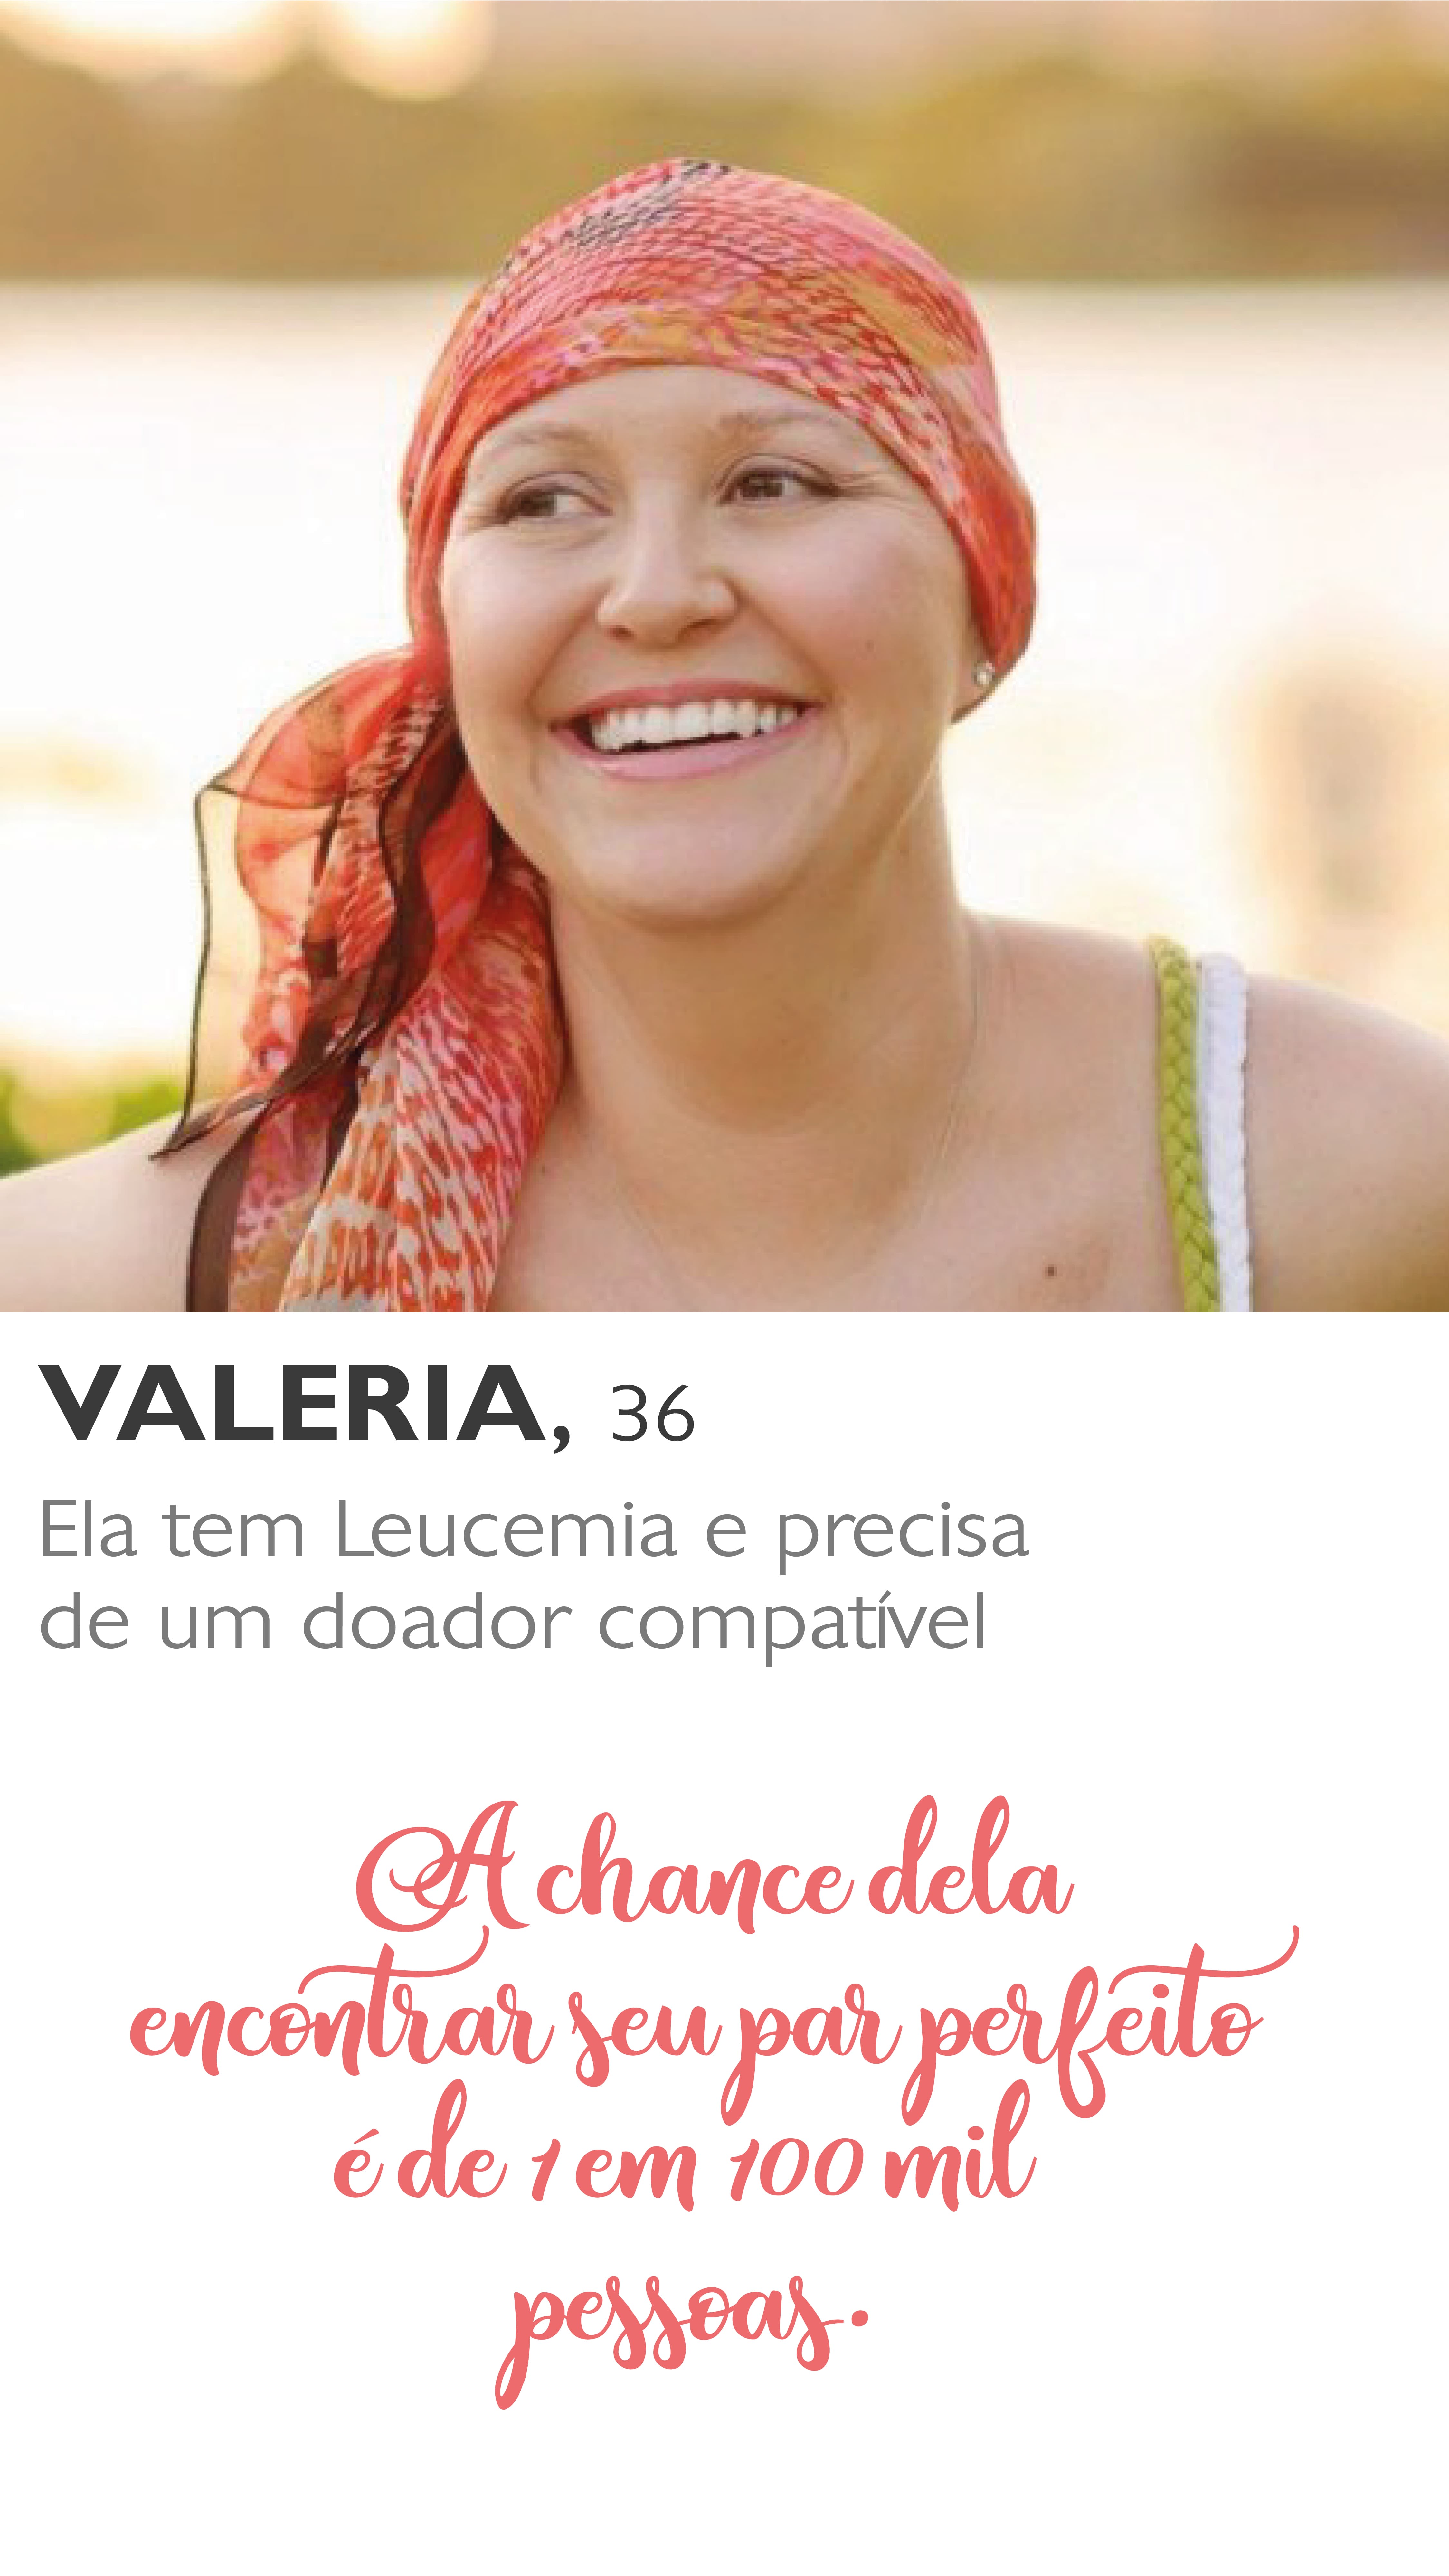 VALERIA, 36
Ela tem Leucemia e precisa
de um doador compatível
A chance dela
encontrar seu par perfeito
é de 1 em 100 mil
pessoas.